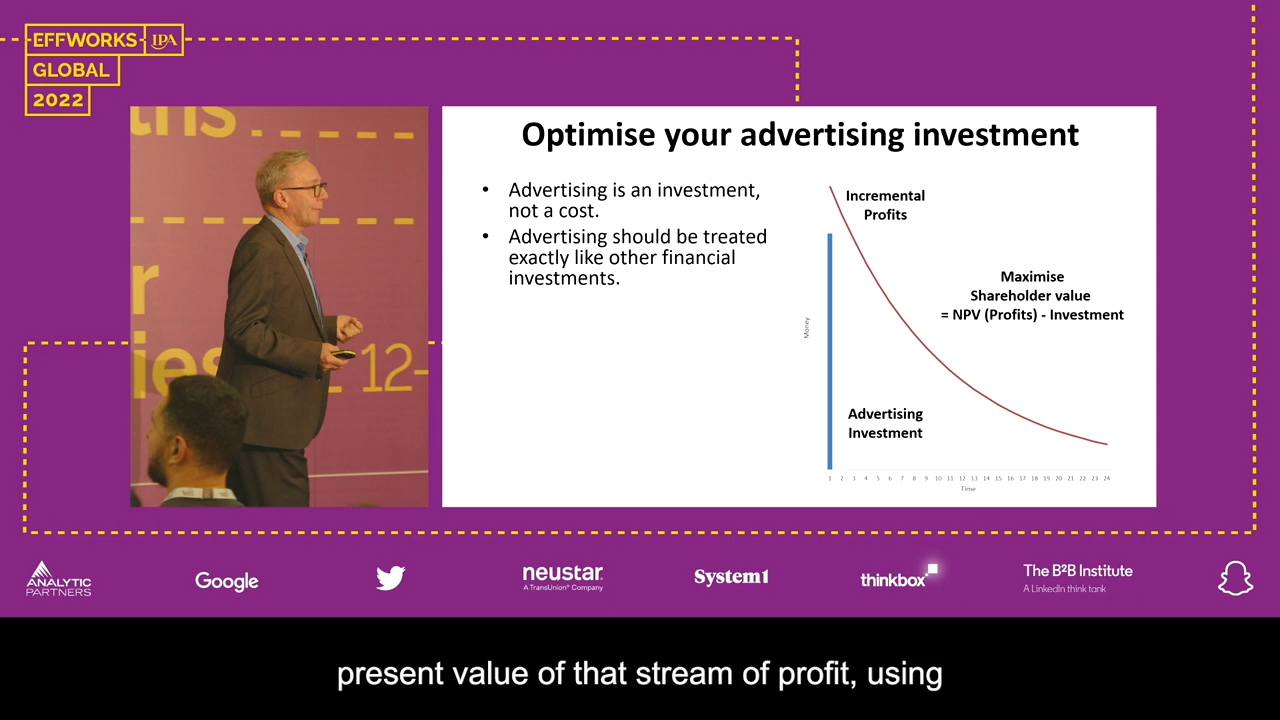 EFFWORKS IPA
GLOBAL
2022
ths
r
ies
12-
Optimise your advertising investment
• Advertising is an investment,
not a cost.
• Advertising should be treated
exactly like other financial
investments.
Incremental
Profits
Maximise
Shareholder value
= NPV (Profits) - Investment
Advertising
Investment
Money
1 2 3 4 5 6 7 8 9 10 11 12 13 14 15 16 17 18 19 20 21 22 23 24
Time
ANALYTIC
PARTNERS
Google
neustar
A TransUnion® Company
System1
thinkbox
The B²B Institute
A LinkedIn think tank
present value of that stream of profit, using